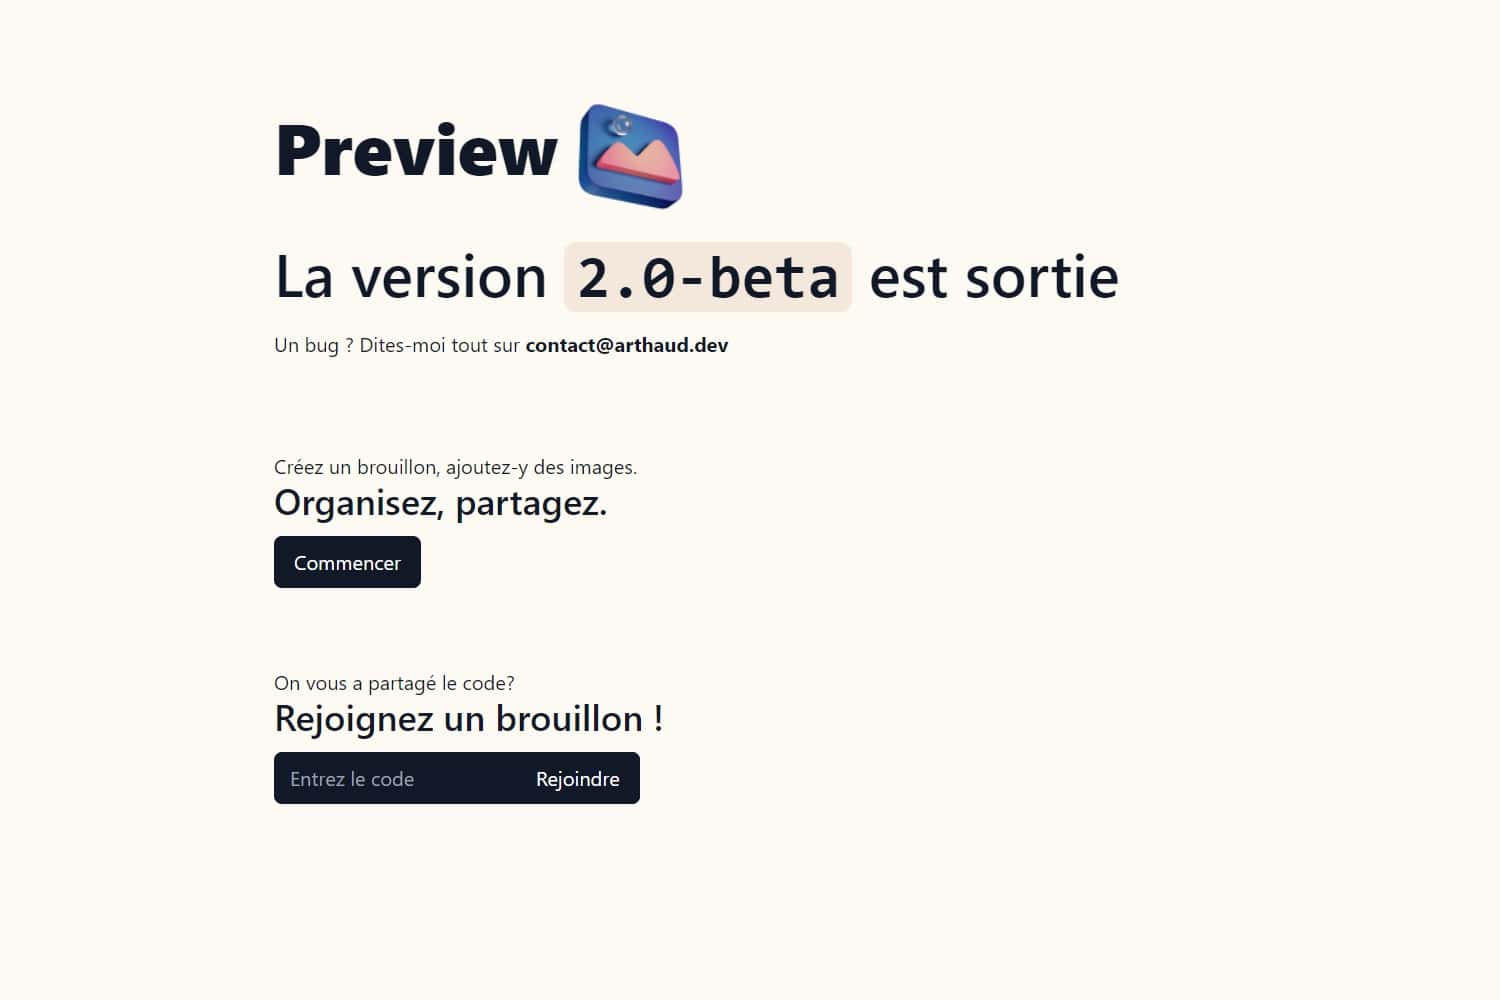 Preview
La version 2.0-beta est sortie
Un bug ? Dites-moi tout sur contact@arthaud.dev
Créez un brouillon, ajoutez-y des images.
Organisez, partagez.
Commencer
On vous a partagé le code?
Rejoignez un brouillon !
Entrez le code Rejoindre